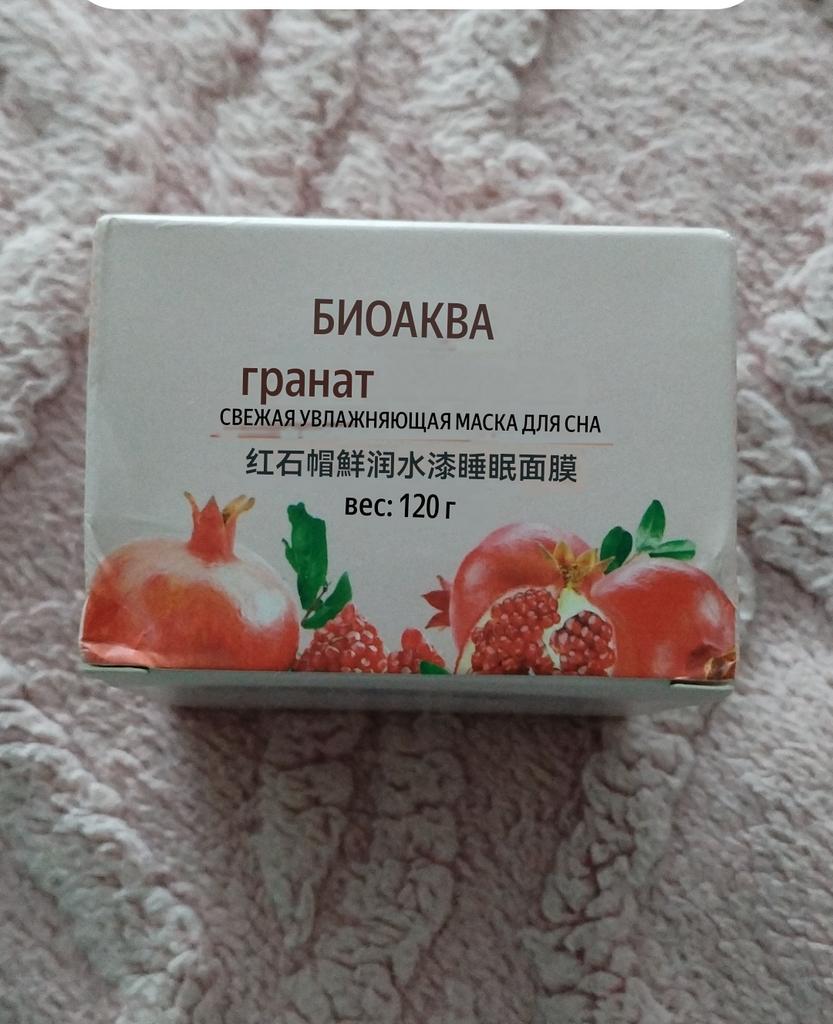 БИОАКВА
гранат
СВЕЖАЯ УВЛАЖНЯЮЩАЯ МАСКА ДЛЯ СНА
红石帽鮮润水漆睡眠面膜
вес: 120 г